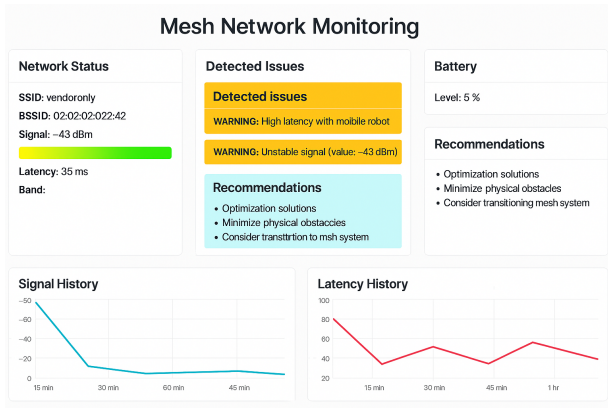 Mesh Network Monitoring
Network Status
SSID: vendoronly
BSSID: 02:02:02:022:42
Signal: −43 dBm
Latency: 35 ms
Band:
Detected Issues
Detected issues
WARNING: High latency with moibile robot
WARNING: Unstable signal (value: −43 dBm)
Recommendations
• Optimization solutions
• Minimize physical obstaccies
• Consider transttrtion to msh system
Battery
Level: 5 %
Recommendations
• Optimization solutions
• Minimize physical obstacles
• Consider transitioning mesh system
Signal History
−50
−60
−40
−20
0
15 min 30 min 60 min 45 min
Latency History
100
80
60
40
20
15 min 30 min 45 min 1 hr